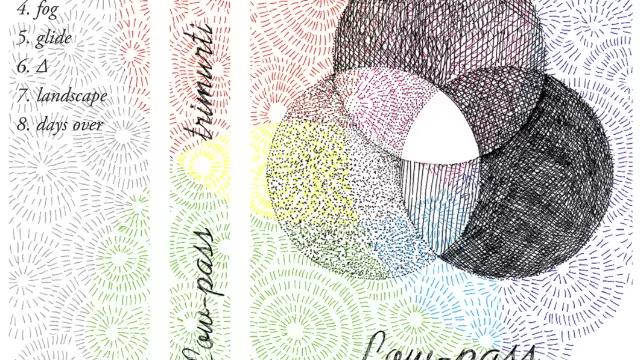 4. fog
5. glide
6. Δ
7. landscape
8. days over
trimurti
Low-pass
Low-pass